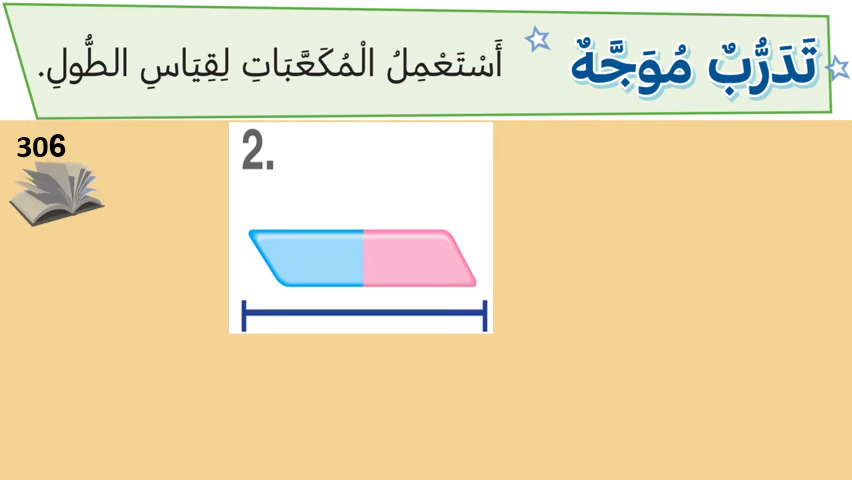 تَدَرُّبٌ مُوَجَّهٌ أَسْتَعْمِلُ الْمُكَعَّبَاتِ لِقِيَاسِ الطُّولِ.
306
2.